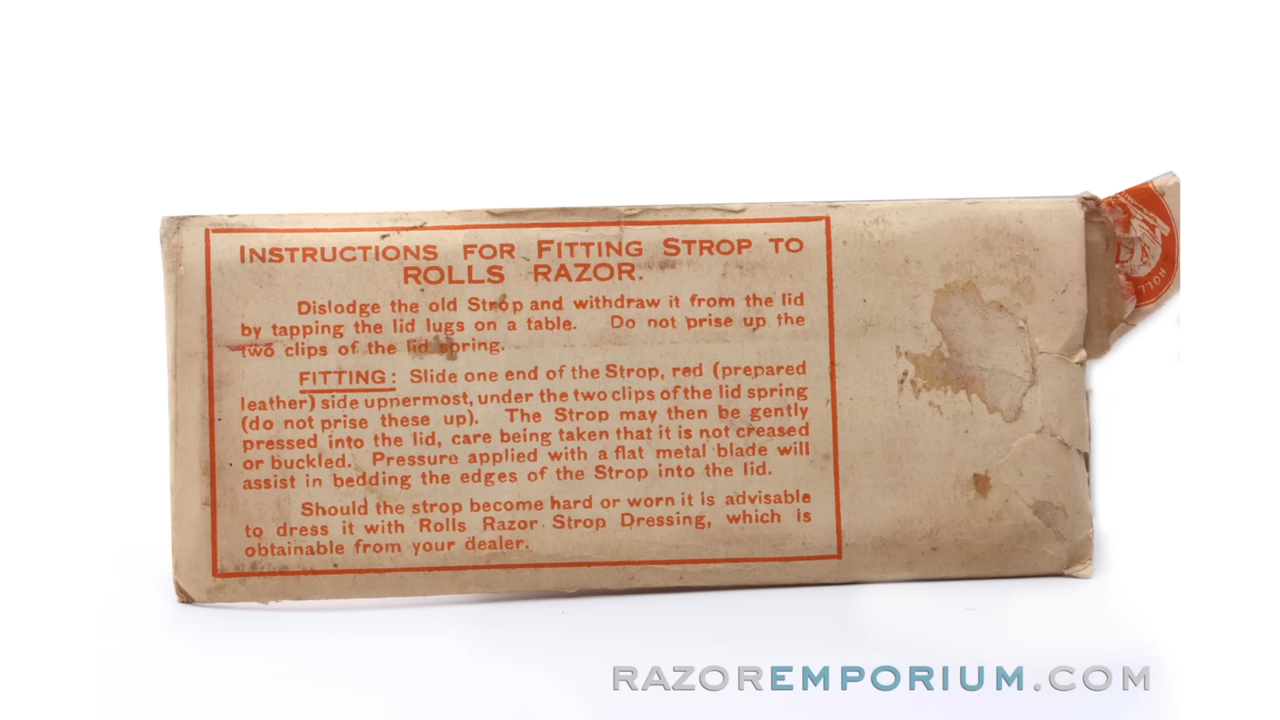 INSTRUCTIONS FOR FITTING STROP TO
ROLLS RAZOR.
Dislodge the old Strop and withdraw it from the lid
by tapping the lid lugs on a table. Do not prise up the
two clips of the lid spring.
FITTING: Slide one end of the Strop, red (prepared
leather) side uppermost, under the two clips of the lid spring
(do not prise these up). The Strop may then be gently
pressed into the lid, care being taken that it is not creased
or buckled. Pressure applied with a flat metal blade will
assist in bedding the edges of the Strop into the lid.
Should the strop become hard or worn it is advisable
to dress it with Rolls Razor Strop Dressing, which is
obtainable from your dealer.
RAZOREMPORIUM.COM